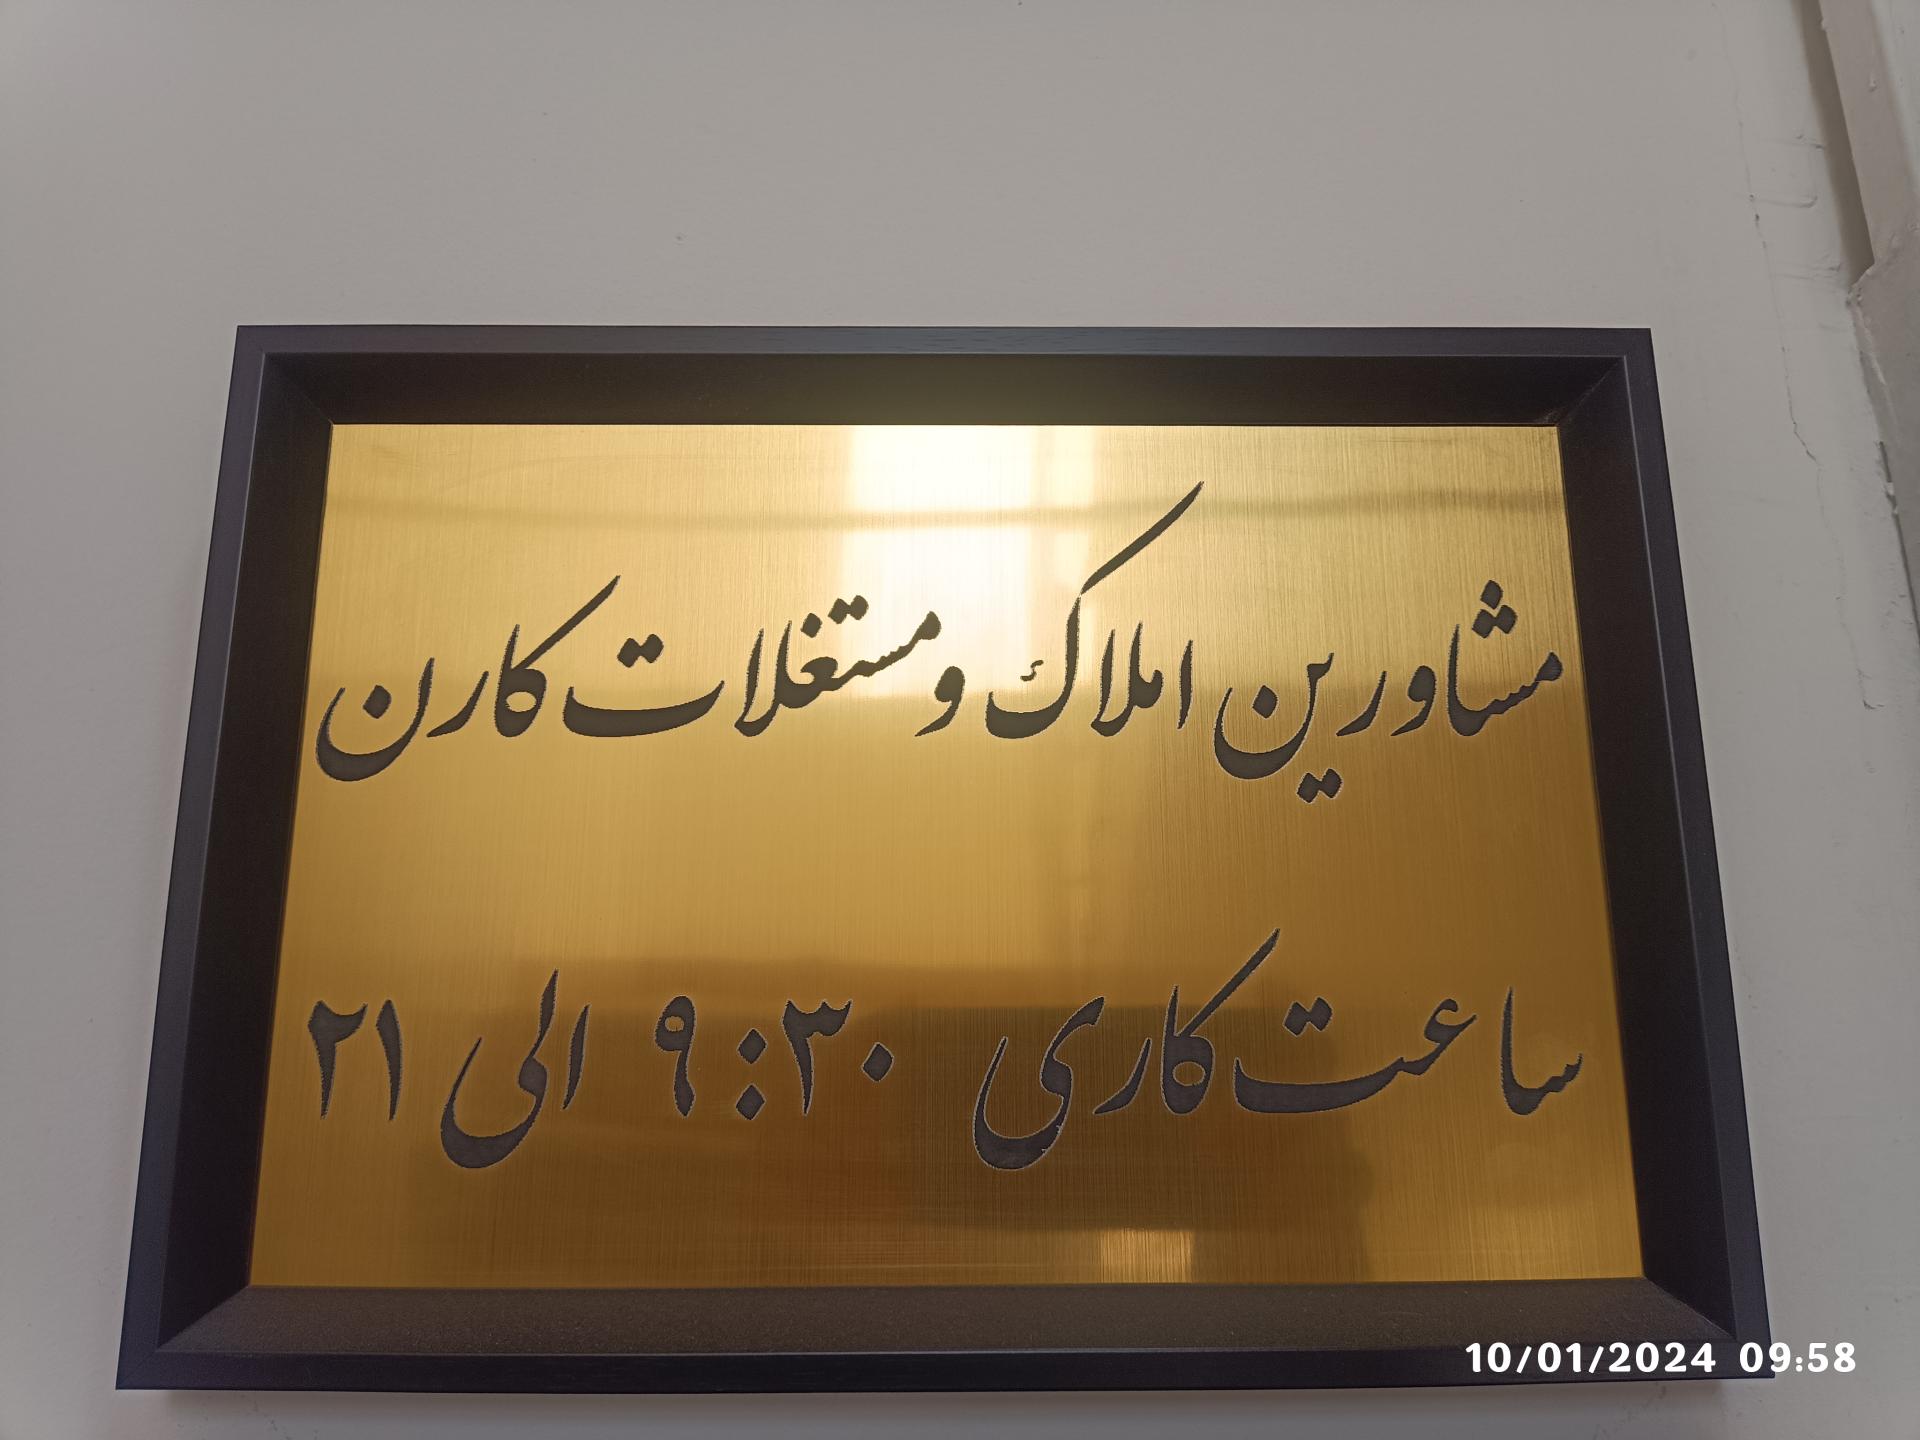 مشاورین املاک و مستغلات کارن
ساعت کاری ۹:۳۰ الی ۲۱
10/01/2024 09:58